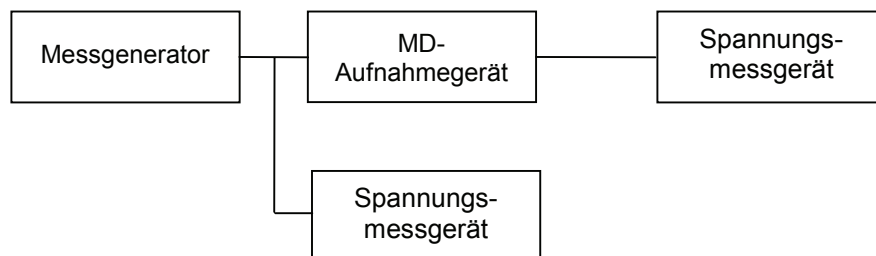 Messgenerator
MD-
Aufnahmegerät
Spannungs-
messgerät
Spannungs-
messgerät